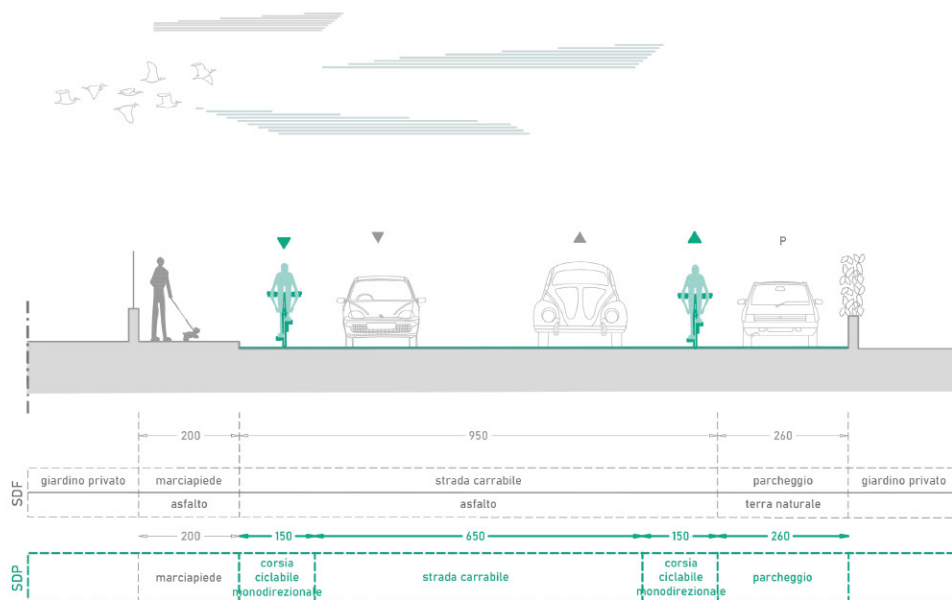 P
200 950 260
SDF
giardino privato marciapiede strada carrabile parcheggio giardino privato
asfalto asfalto terra naturale
200 150 650 150 260
SDP
marciapiede corsia ciclabile monodirezionale strada carrabile corsia ciclabile monodirezionale parcheggio